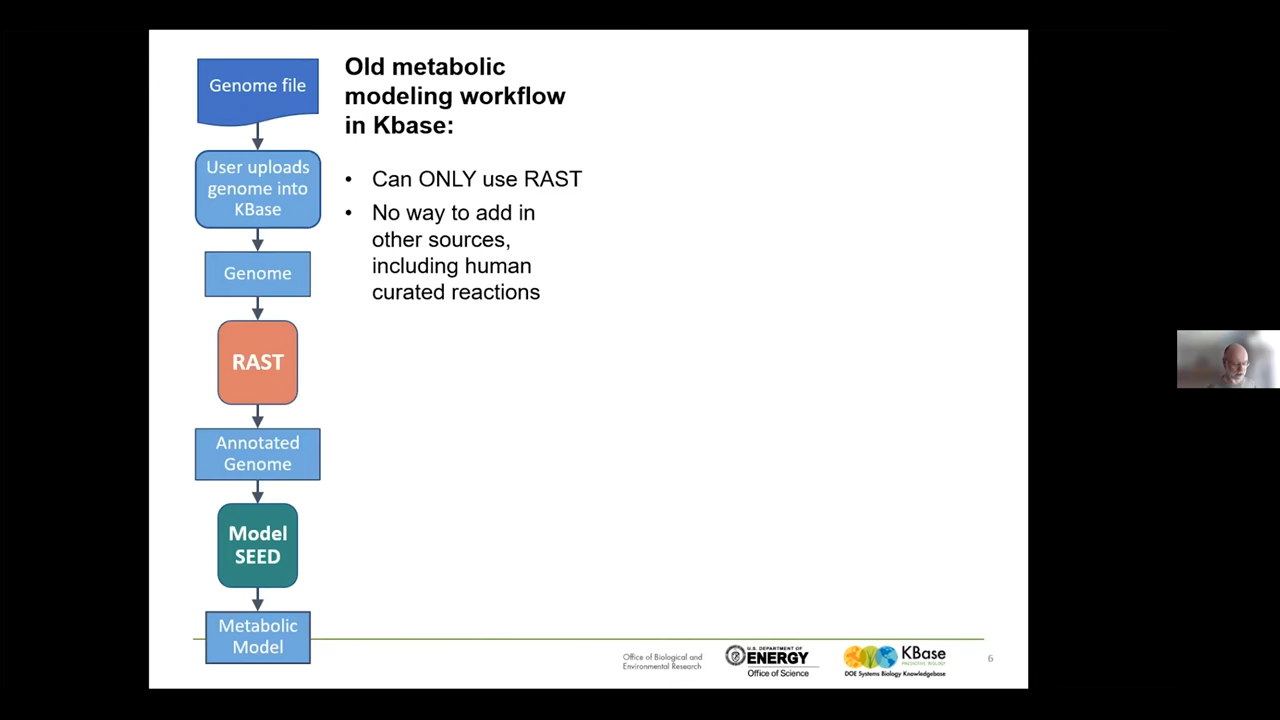 Genome file
User uploads
genome into
KBase
Genome
RAST
Annotated
Genome
Model
SEED
Metabolic
Model
Old metabolic
modeling workflow
in Kbase:
• Can ONLY use RAST
• No way to add in
other sources,
including human
curated reactions
Office of Biological and
Environmental Research
U.S. DEPARTMENT OF
ENERGY
Office of Science
KBase
PREDICTIVE BIOLOGY
DOE Systems Biology Knowledgebase
6